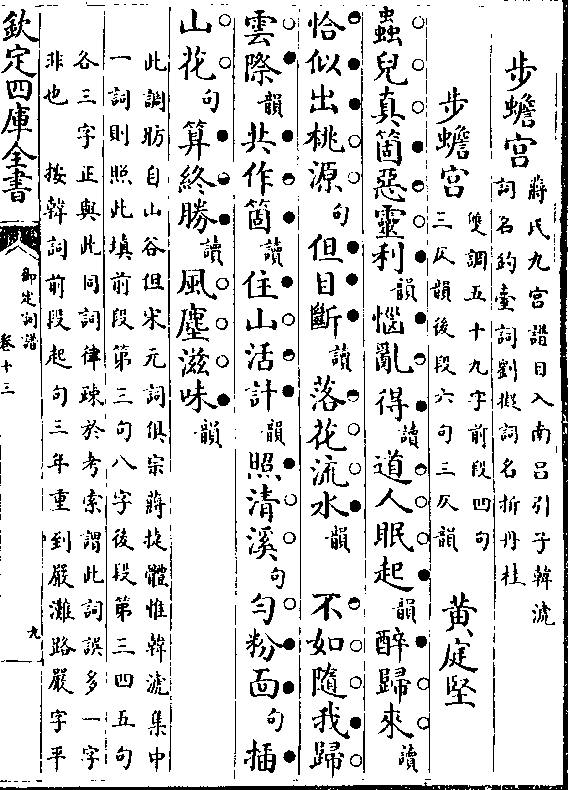 步蟾宮 蔣氏九宮譜目入南吕引子韓淲
詞名釣臺詞劉擬詞名折丹桂
步蟾宮 雙調五十九字前段四句
三仄韻後段六句三仄韻 黄庭堅
蟲兒真箇惡靈利韻惱亂得讀道人眠起韻醉歸來讀
恰似出桃源句但目斷讀落花流水韻 不如隨我歸
雲際韻共作箇讀住山活計韻照清溪句勻粉面句插
山花句算終勝讀風塵滋味韻
此調昉自山谷但宋元詞俱宗蔣捷體惟韓淲集中
一詞則照此填前段第三句八字後段第三四五句
各三字正與此同詞律疎於考索謂此詞誤多一字
非也 按韓詞前段起句三年重到嚴灘路嚴字平
欽定四庫全書
御定詞譜
卷十三
九